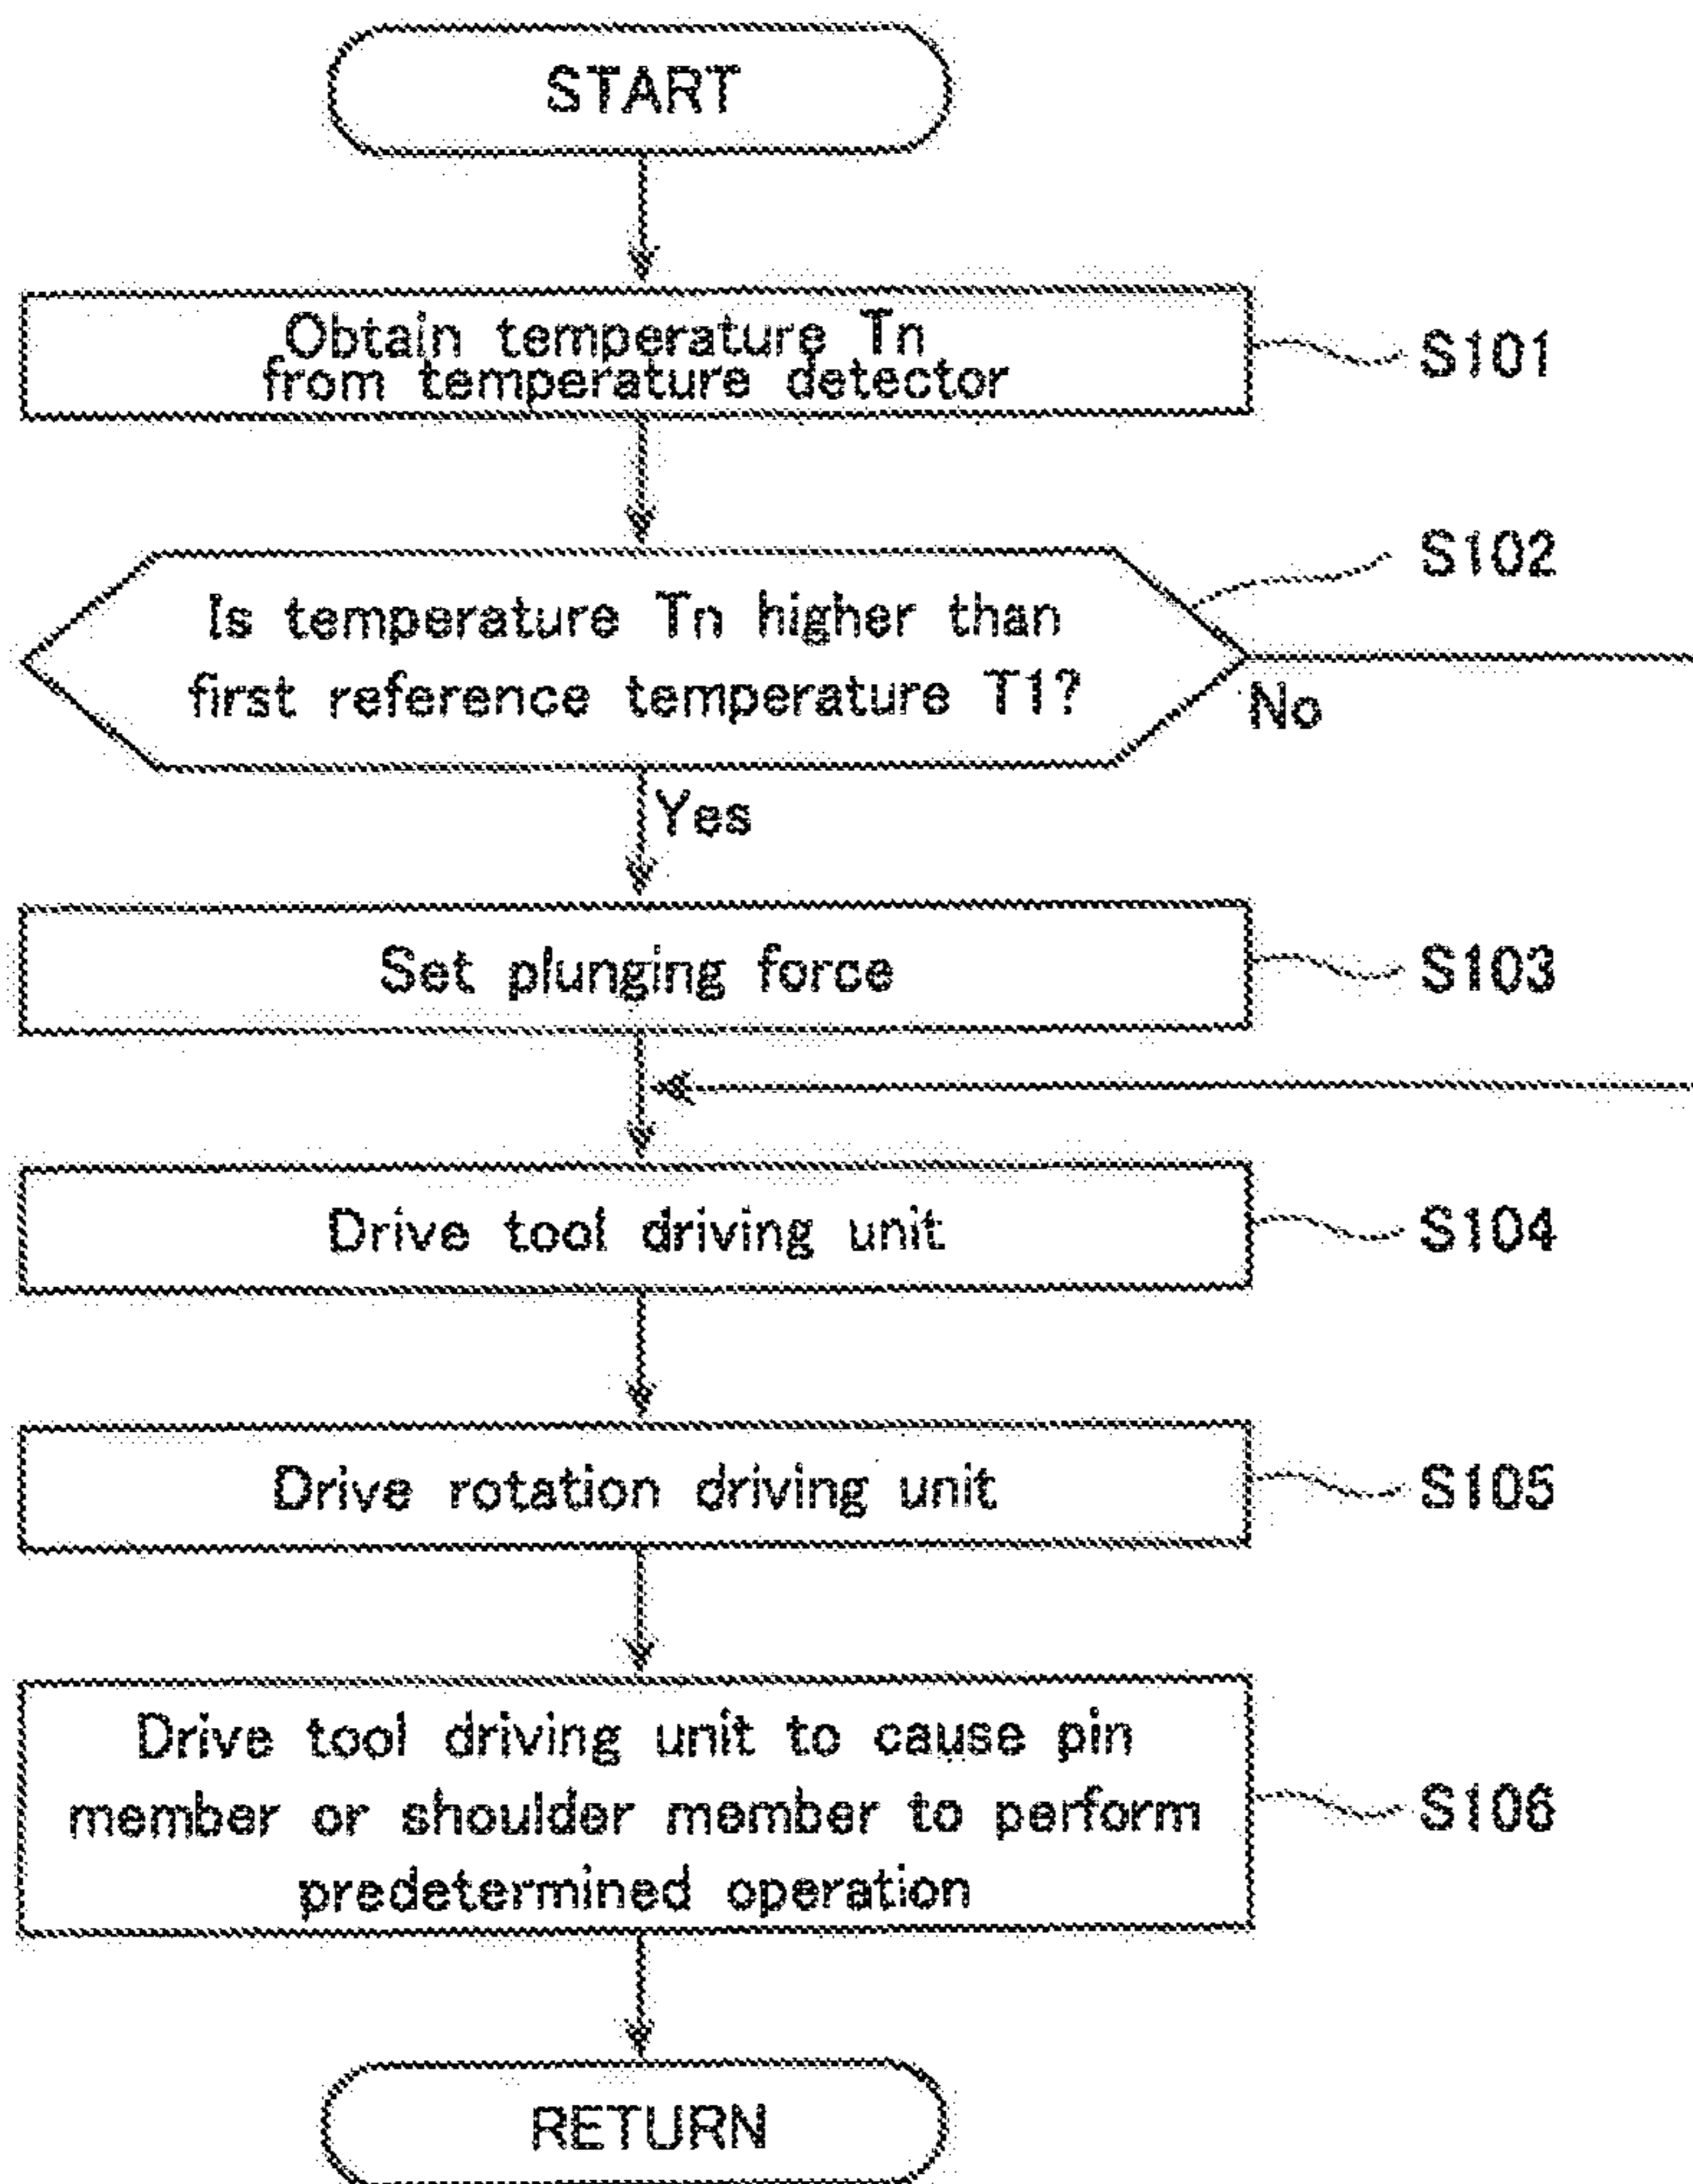 START
Obtain temperature Tn
from temperature detector
S101
S102
Is temperature Tn higher than
first reference temperature T1?
No
Yes
Set plunging force
S103
Drive tool driving unit
S104
Drive rotation driving unit
S105
Drive tool driving unit to cause pin
member or shoulder member to perform
predetermined operation
S106
RETURN